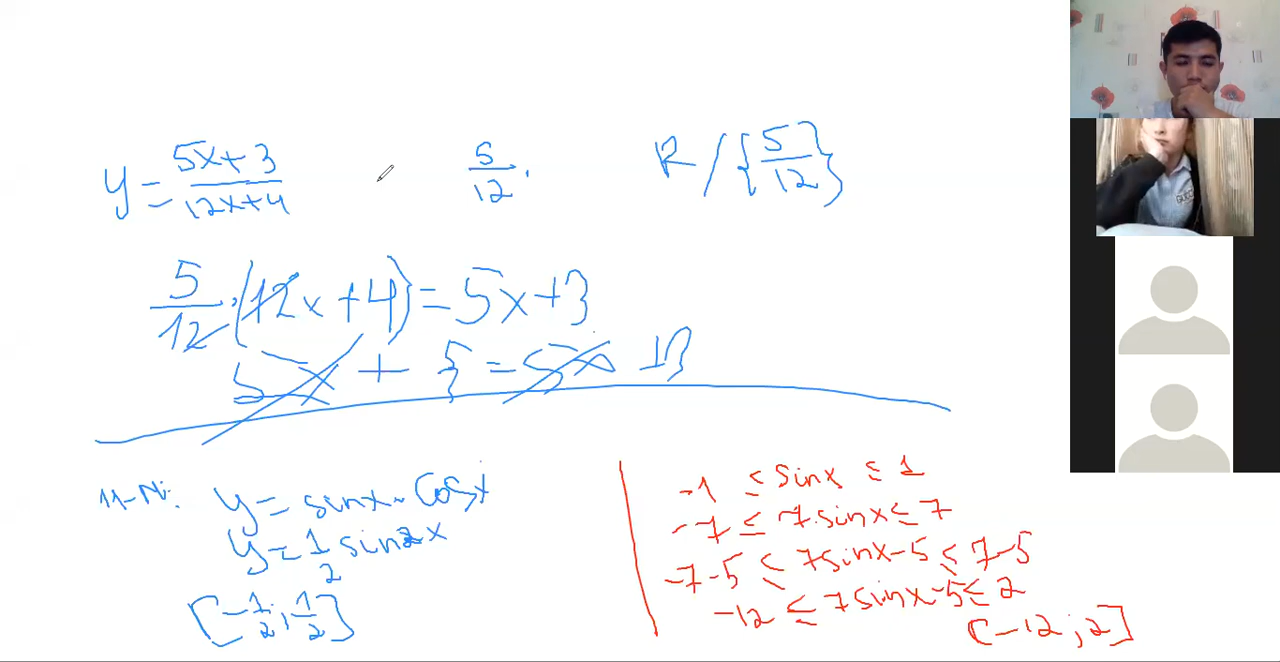 y = (5x+3)/(12x+4)
5/12.
R / {5/12}
5/12 · (12x+4) = 5x+3
5x + 5 = 5x
11-Ni: y = sinx · cosx
y = 1/2 sin2x
[-1/2 ; 1/2]
-1 ≤ sinx ≤ 1
-7 ≤ 7·sinx ≤ 7
-7-5 ≤ 7sinx-5 ≤ 7-5
-12 ≤ 7sinx-5 ≤ 2
[-12 ; 2]